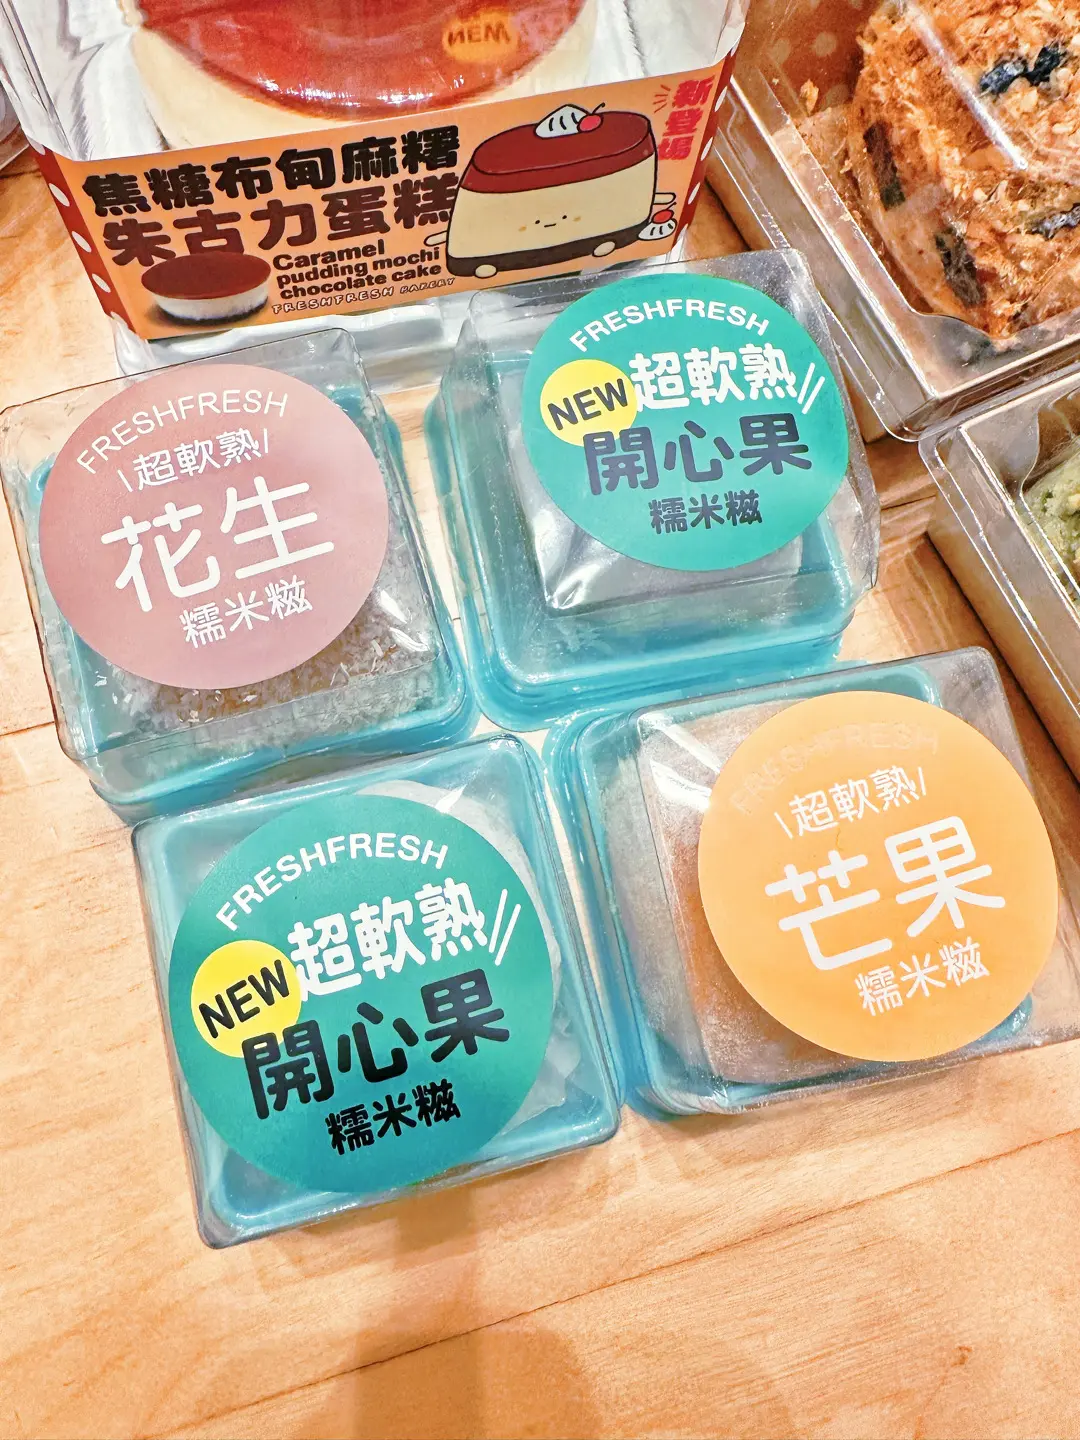 NEW
新登場
焦糖布甸麻糬
朱古力蛋糕
Caramel
pudding mochi
chocolate cake
FRESHFRESH BAKERY
FRESHFRESH
\超軟熟/
花生
糯米糍
FRESHFRESH
NEW
超軟熟//
開心果
糯米糍
FRESHFRESH
NEW
超軟熟//
開心果
糯米糍
FRESHFRESH
\超軟熟/
芒果
糯米糍